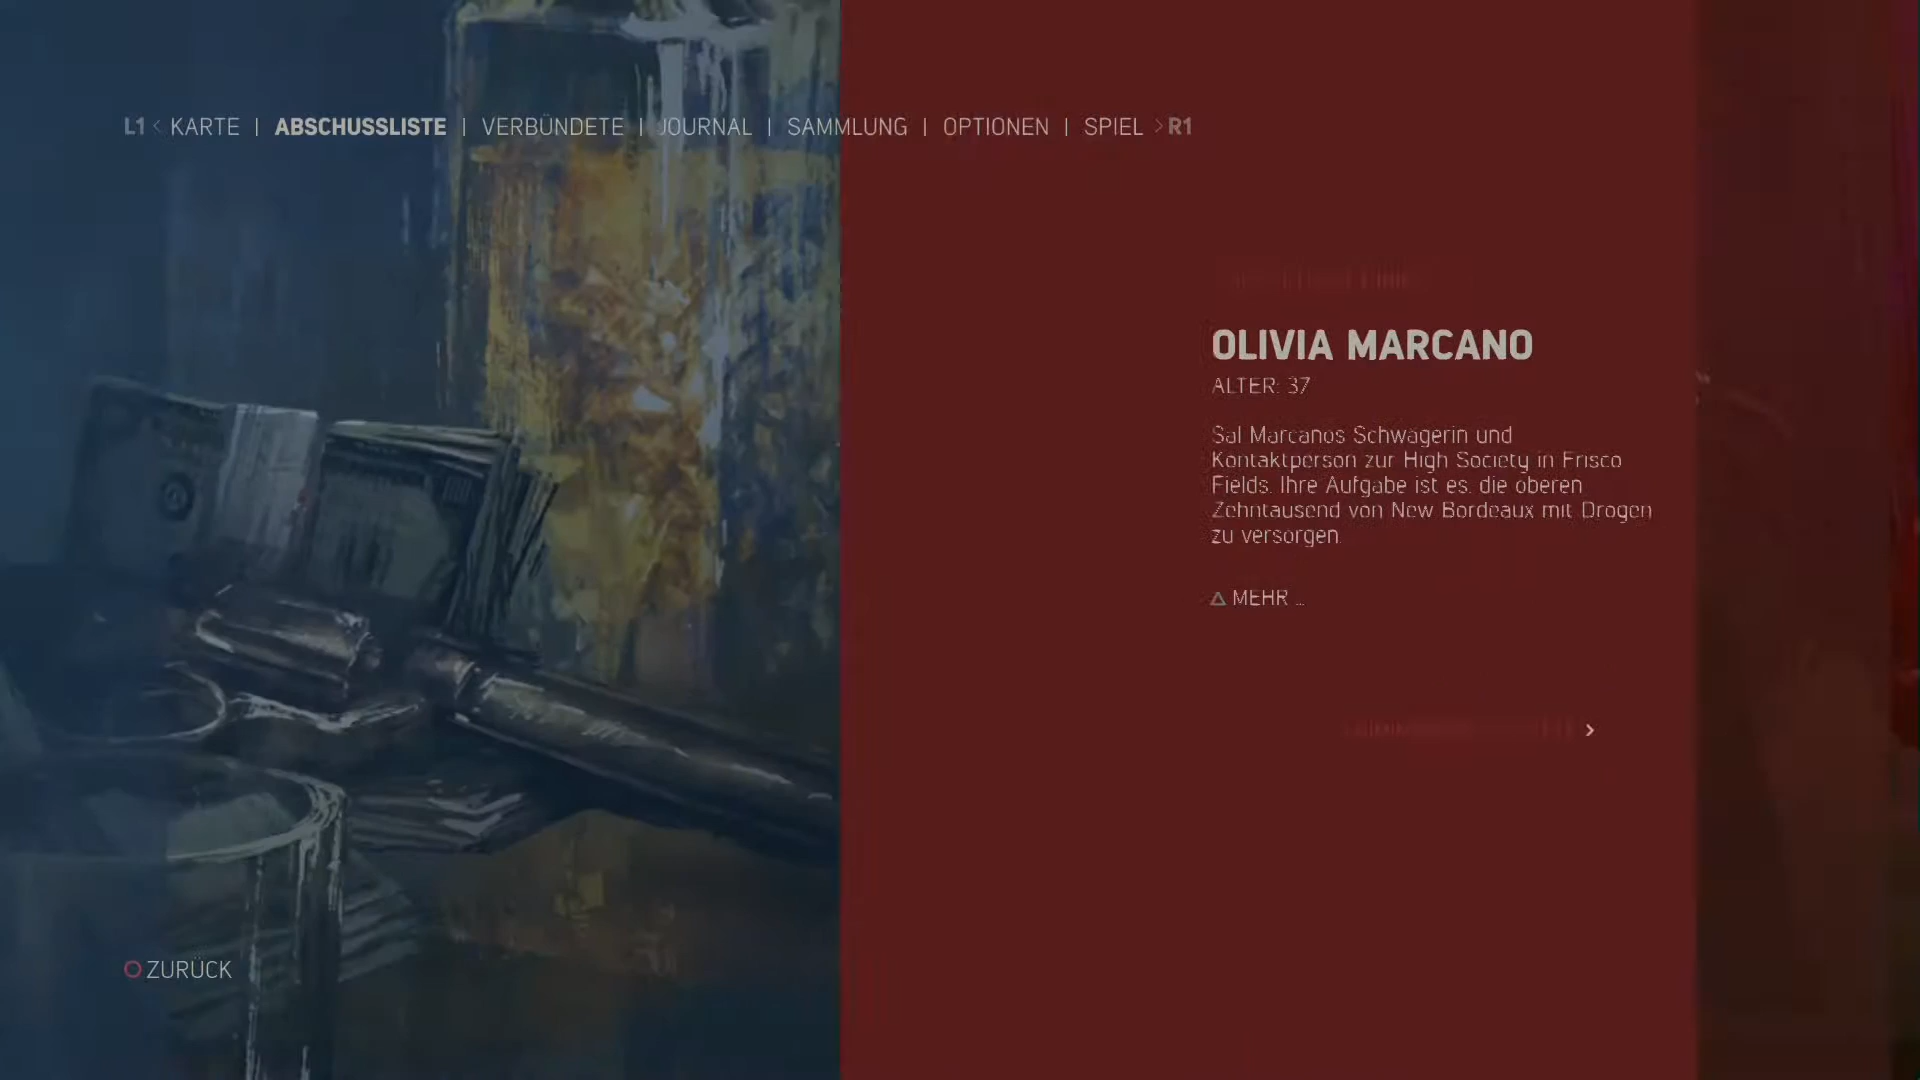 L1 < KARTE | ABSCHUSSLISTE | VERBÜNDETE | JOURNAL | SAMMLUNG | OPTIONEN | SPIEL > R1
OLIVIA MARCANO
ALTER: 37
Sal Marcanos Schwägerin und
Kontaktperson zur High Society in Frisco
Fields. Ihre Aufgabe ist es, die oberen
Zehntausend von New Bordeaux mit Drogen
zu versorgen.
MEHR ...
ZURÜCK